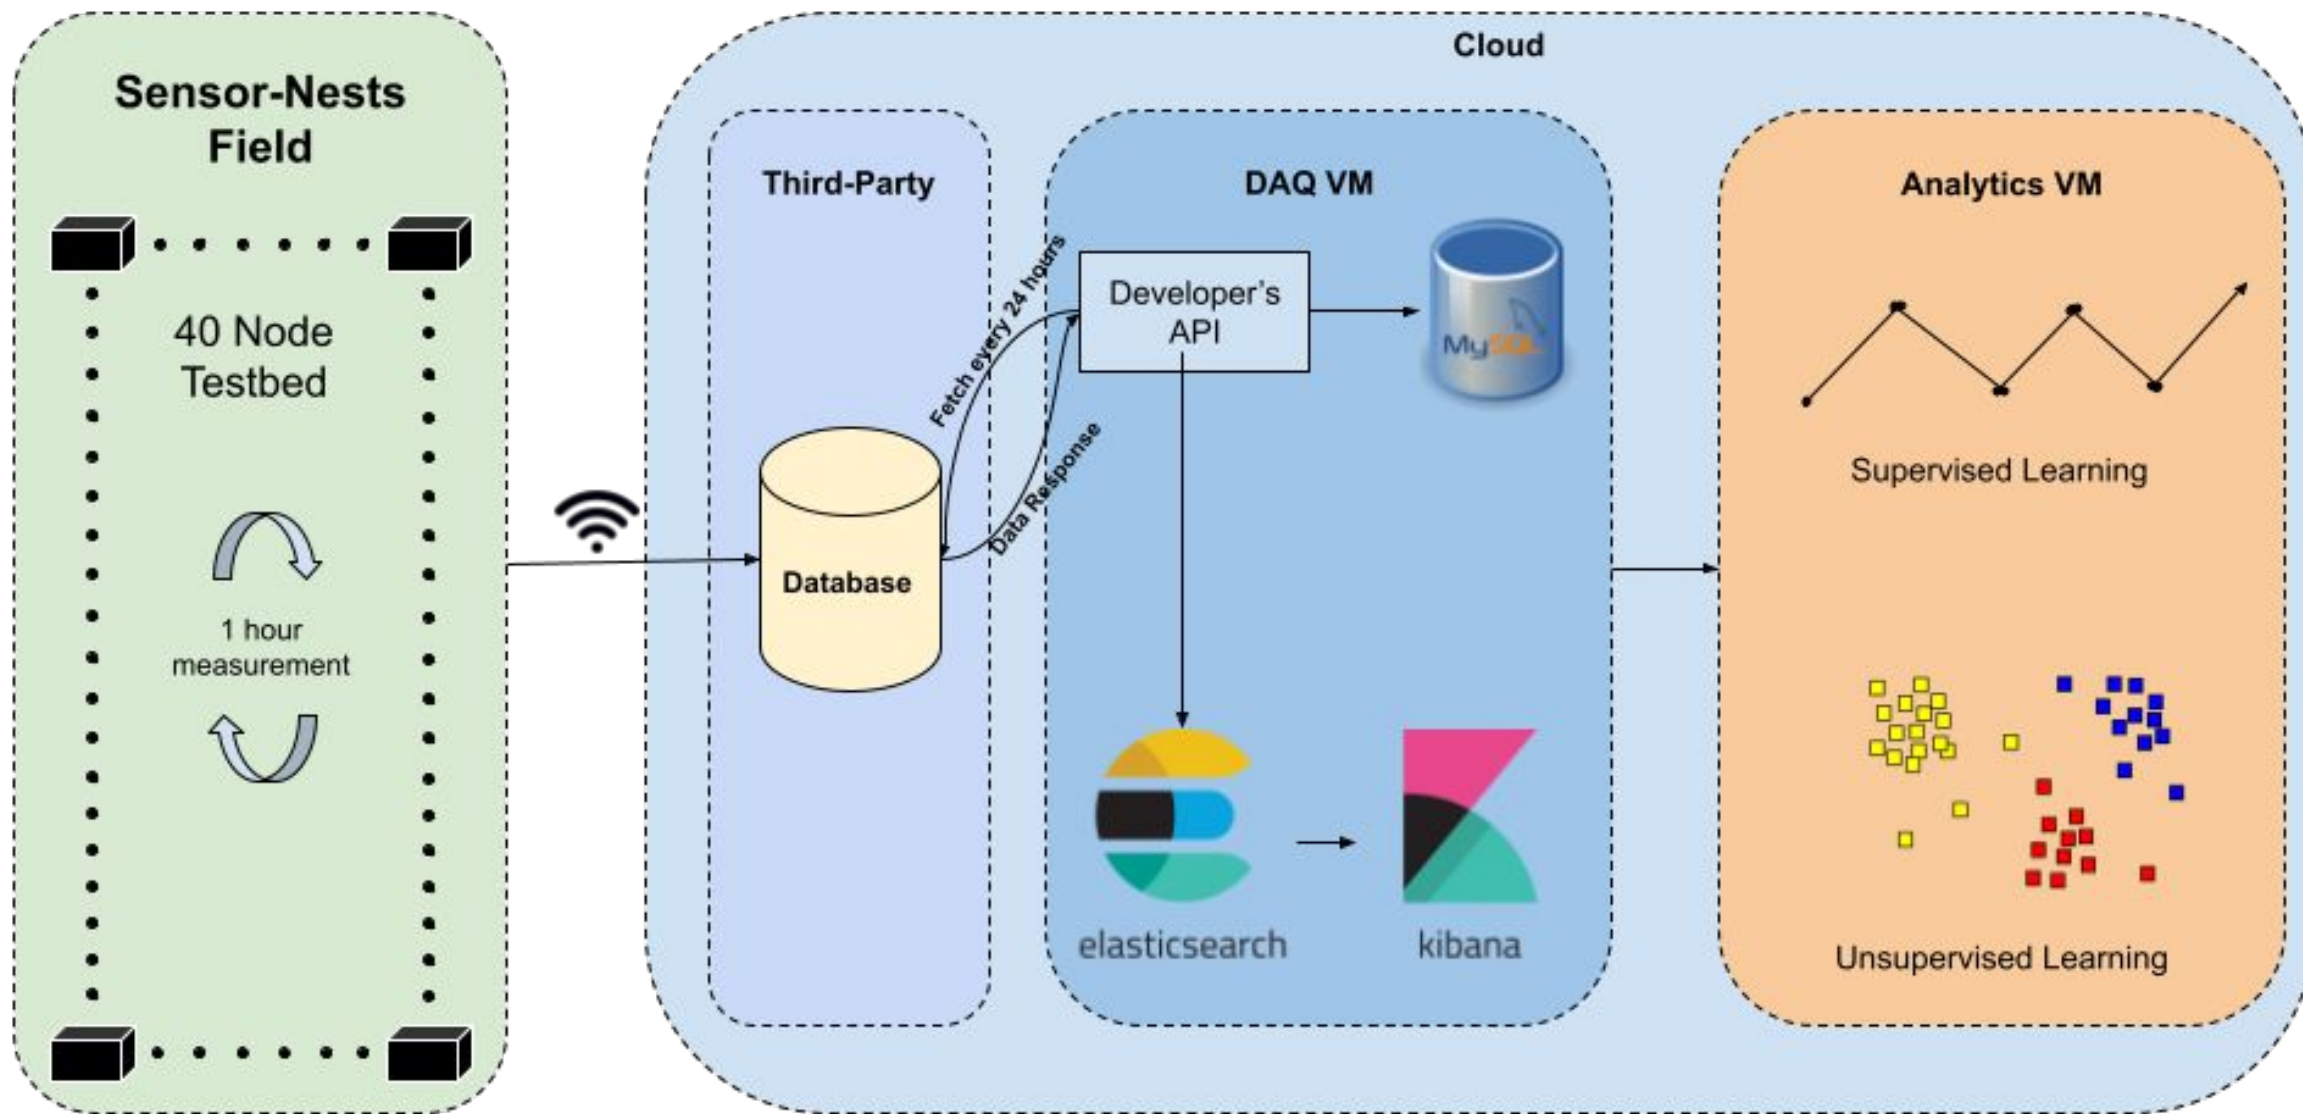 Cloud
Sensor-Nests
Field
Third-Party
DAQ VM
Analytics VM
40 Node
Testbed
Fetch every 24 hours
Developer's
API
MySQL
Data Response
Supervised Learning
Database
1 hour
measurement
elasticsearch
kibana
Unsupervised Learning